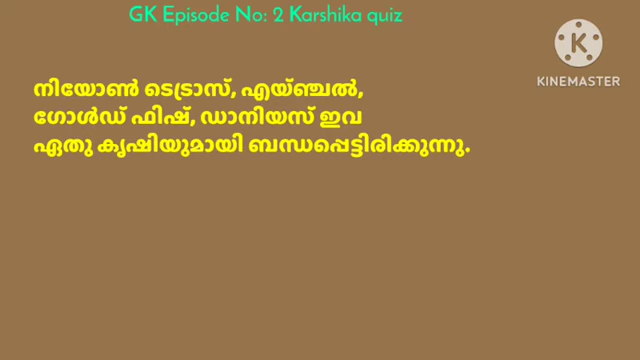 GK Episode No: 2 Karshika quiz
KINEMASTER
നിയോൺ ടെട്രാസ്, എയ്ഞ്ചൽ,
ഗോൾഡ് ഫിഷ്, ഡാനിയസ് ഇവ
ഏതു കൃഷിയുമായി ബന്ധപ്പെട്ടിരിക്കുന്നു.